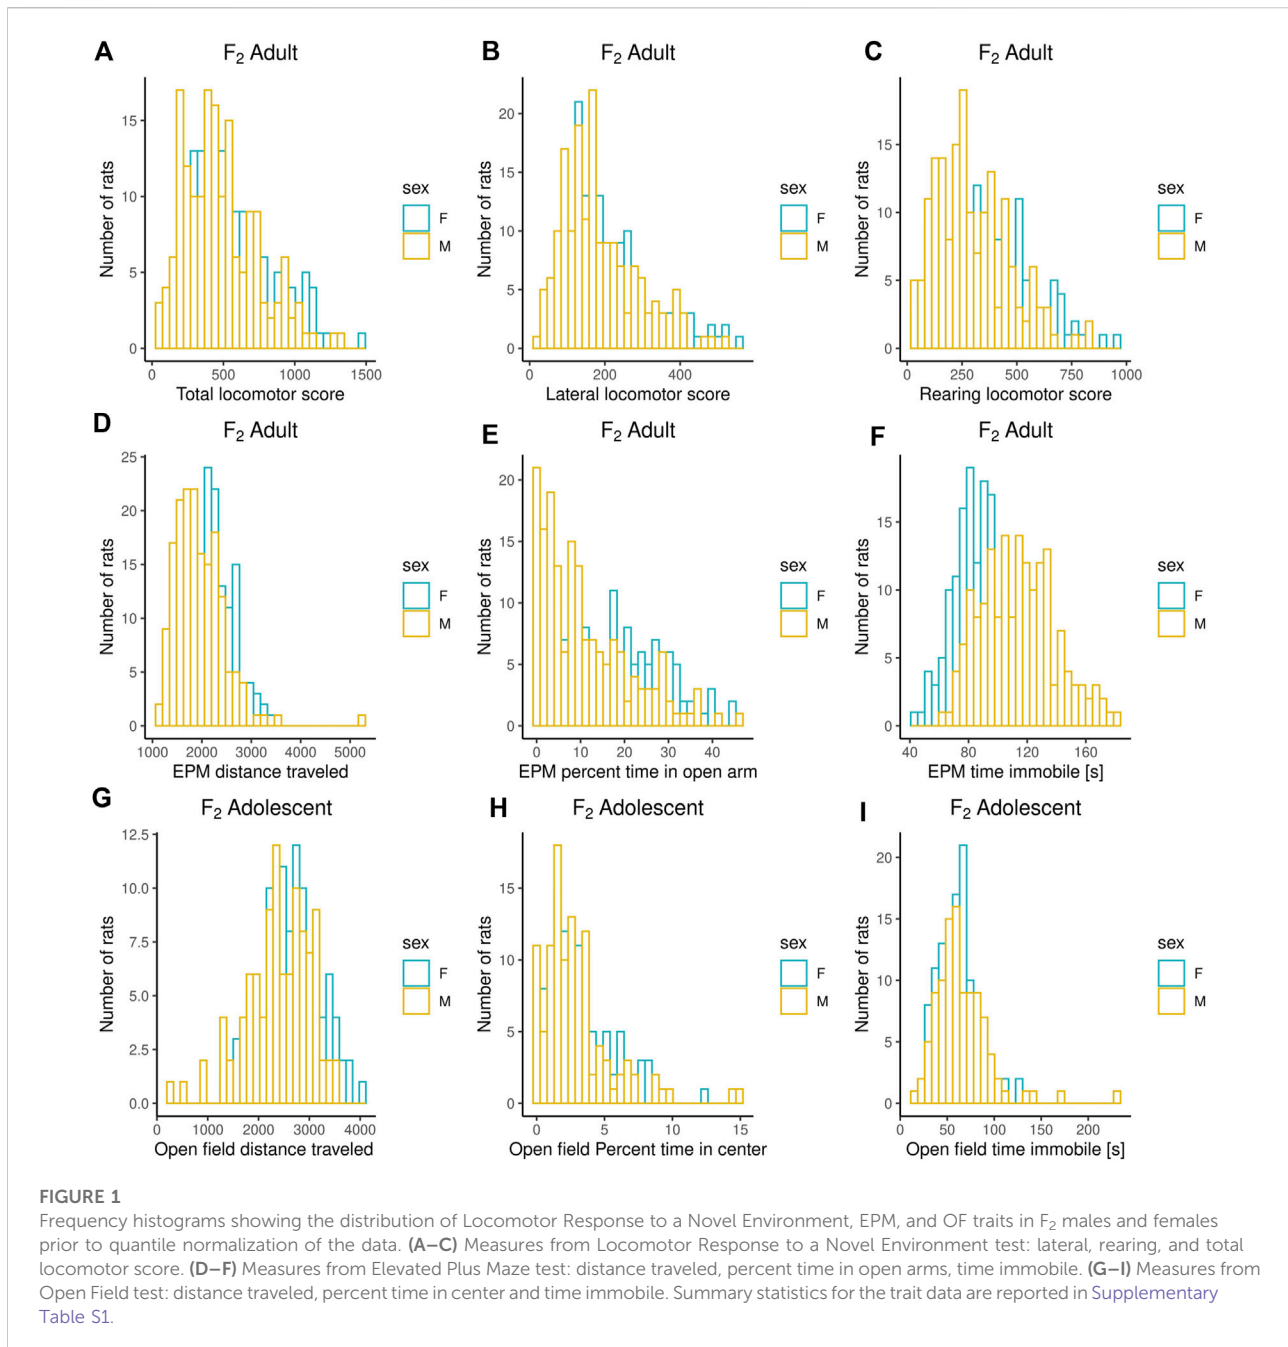 A
F2 Adult
Number of rats
15
10
5
0
0 500 1000 1500
Total locomotor score
sex
F
M
B
F2 Adult
Number of rats
20
15
10
5
0
0 200 400
Lateral locomotor score
sex
F
M
C
F2 Adult
Number of rats
15
10
5
0
0 250 500 750 1000
Rearing locomotor score
sex
F
M
D
F2 Adult
Number of rats
25
20
15
10
5
0
1000 2000 3000 4000 5000
EPM distance traveled
sex
F
M
E
F2 Adult
Number of rats
20
15
10
5
0
0 10 20 30 40
EPM percent time in open arm
sex
F
M
F
F2 Adult
Number of rats
15
10
5
0
40 80 120 160
EPM time immobile [s]
sex
F
M
G
F2 Adolescent
Number of rats
12.5
10.0
7.5
5.0
2.5
0.0
0 1000 2000 3000 4000
Open field distance traveled
sex
F
M
H
F2 Adolescent
Number of rats
15
10
5
0
0 5 10 15
Open field Percent time in center
sex
F
M
I
F2 Adolescent
Number of rats
20
15
10
5
0
0 50 100 150 200
Open field time immobile [s]
sex
F
M
FIGURE 1
Frequency histograms showing the distribution of Locomotor Response to a Novel Environment, EPM, and OF traits in F2 males and females
prior to quantile normalization of the data. (A–C) Measures from Locomotor Response to a Novel Environment test: lateral, rearing, and total
locomotor score. (D–F) Measures from Elevated Plus Maze test: distance traveled, percent time in open arms, time immobile. (G–I) Measures from
Open Field test: distance traveled, percent time in center and time immobile. Summary statistics for the trait data are reported in Supplementary
Table S1.